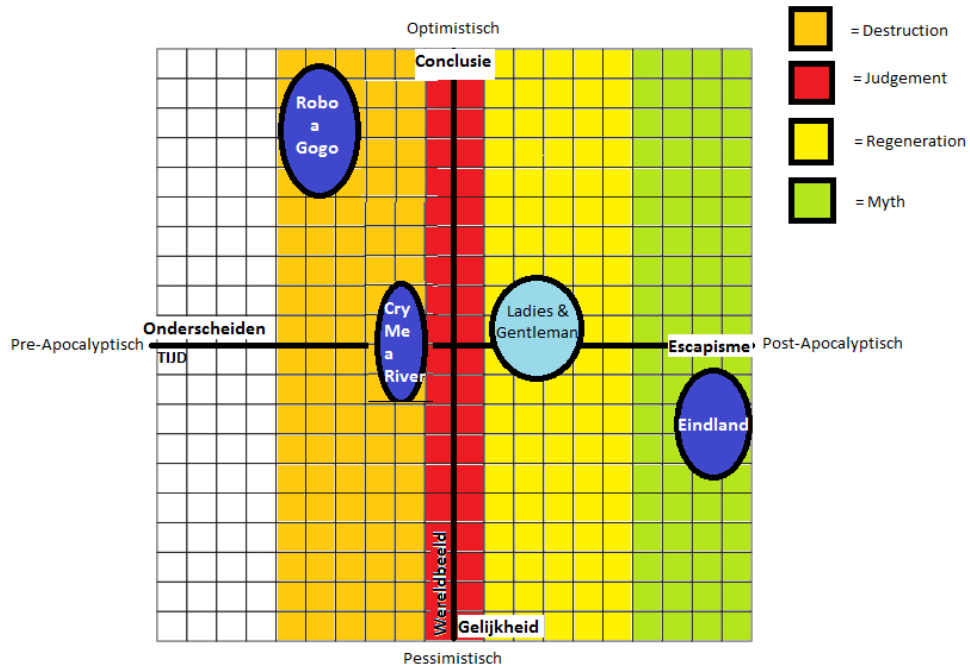 Optimistisch
Conclusie
= Destruction
= Judgement
= Regeneration
= Myth
Robo
a
Gogo
Cry
Me
a
River
Ladies &
Gentleman
Onderscheiden
Pre-Apocalyptisch
TIJD
Escapisme
Post-Apocalyptisch
Eindland
Wereldbeeld
Gelijkheid
Pessimistisch